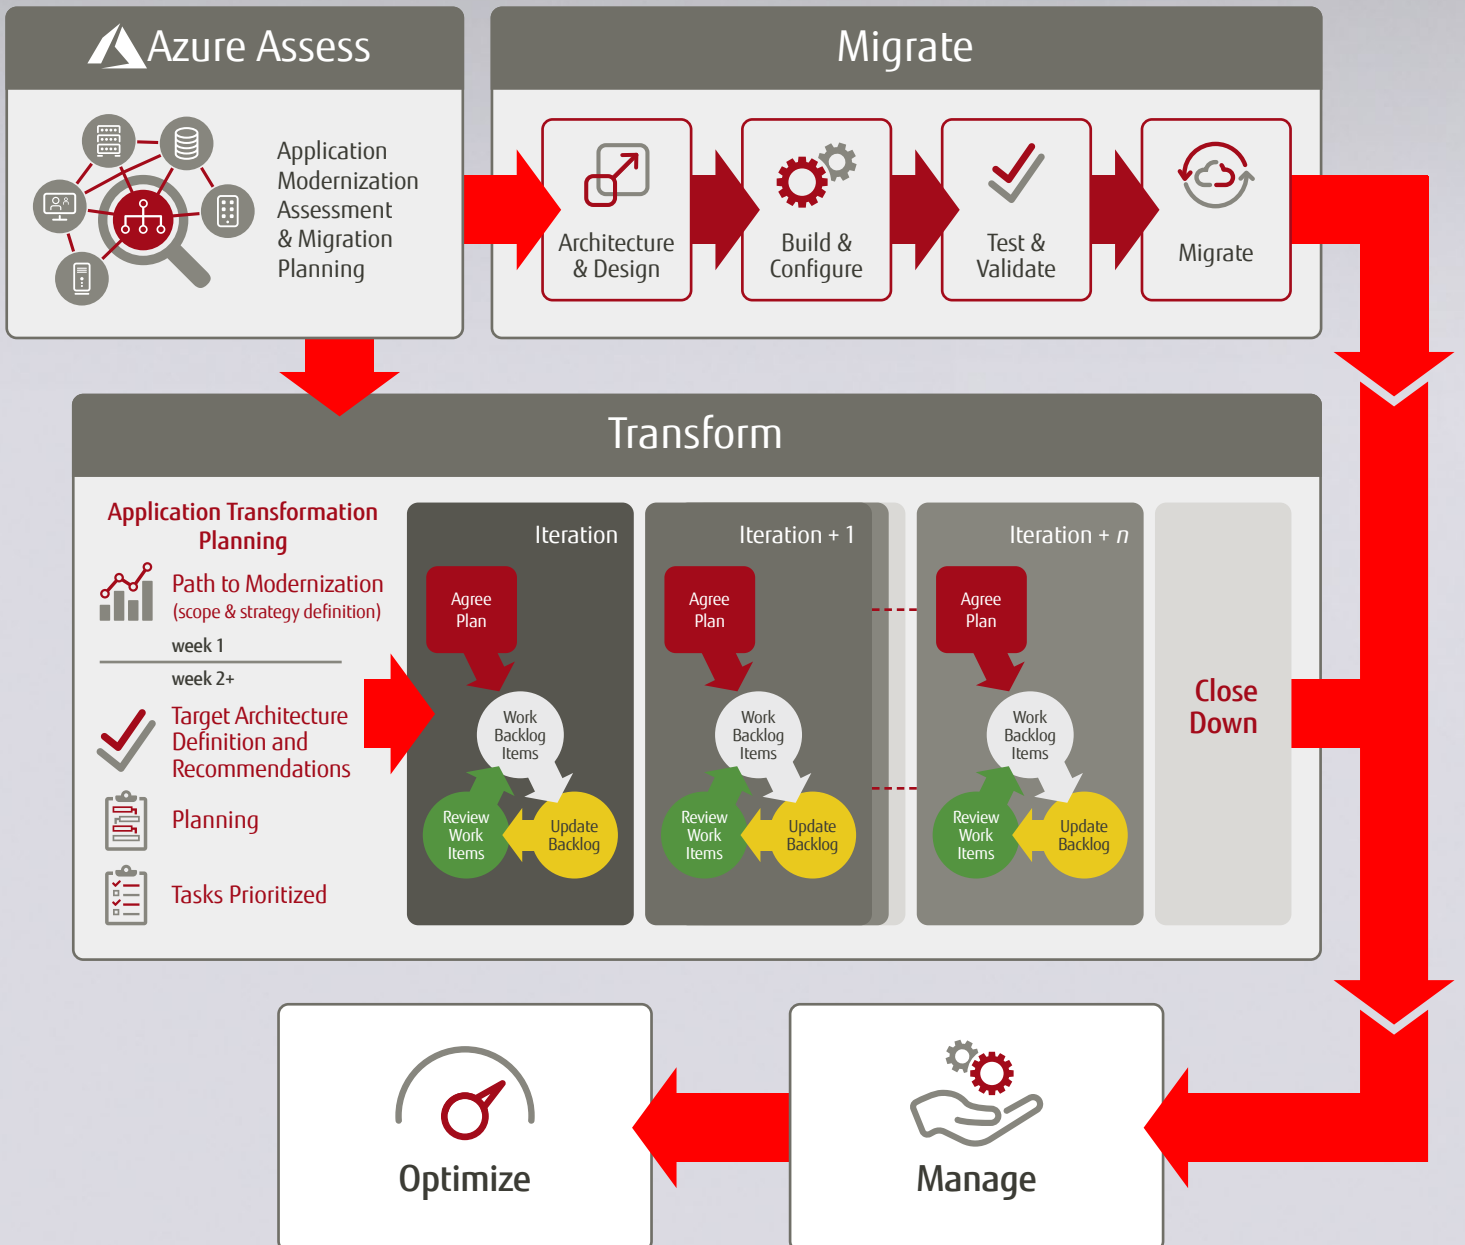 Azure Assess
Application
Modernization
Assessment
& Migration
Planning
Migrate
Architecture
& Design
Build &
Configure
Test &
Validate
Migrate
Transform
Application Transformation
Planning
Path to Modernization
(scope & strategy definition)
week 1
week 2+
Target Architecture
Definition and
Recommendations
Planning
Tasks Prioritized
Iteration
Agree
Plan
Work
Backlog
Items
Review
Work
Items
Update
Backlog
Iteration + 1
Agree
Plan
Work
Backlog
Items
Review
Work
Items
Update
Backlog
Iteration + n
Agree
Plan
Work
Backlog
Items
Review
Work
Items
Update
Backlog
Close
Down
Optimize
Manage